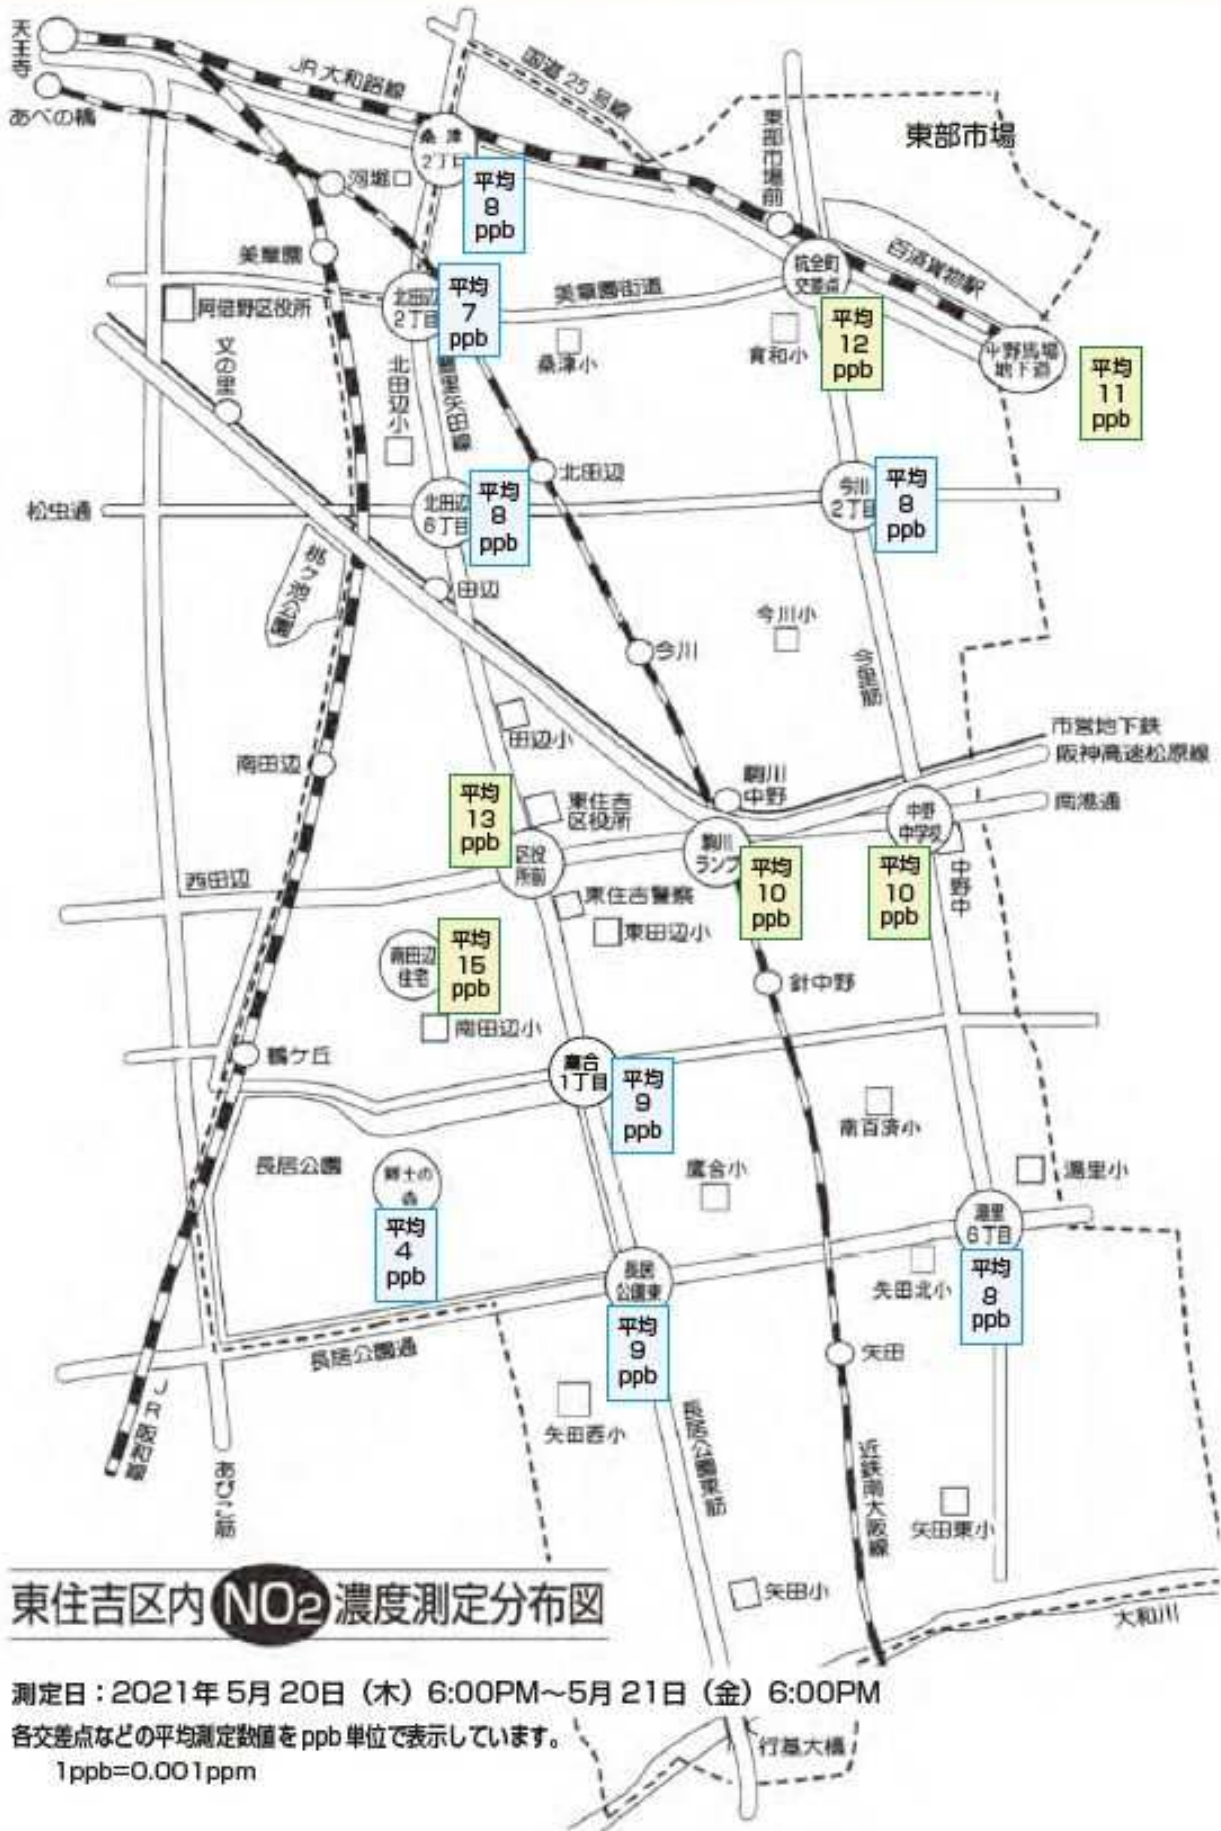 天王寺
あべの橋
JR大和路線
国道25号線
東部市場前
東部市場
桑津
2丁目
平均
8
ppb
河堀口
美章園
阿倍野区役所
北田辺
2丁目
平均
7
ppb
美章園街道
杭全町
交差点
平均
12
ppb
百済貨物駅
平野馬場
地下道
平均
11
ppb
桑津小
育和小
文の里
北田辺小
豊里矢田線
松虫通
北田辺
6丁目
平均
8
ppb
北田辺
今川
2丁目
平均
8
ppb
桃ヶ池公園
田辺
今川
今川小
今里筋
田辺小
南田辺
市営地下鉄
阪神高速松原線
南港通
駒川
中野
平均
13
ppb
東住吉
区役所
区役
所前
駒川
ランプ
平均
10
ppb
中野
中学校
平均
10
ppb
中野中
西田辺
東住吉警察
東田辺小
南田辺
住宅
平均
15
ppb
南田辺小
針中野
鶴ケ丘
鷹合
1丁目
平均
9
ppb
南百済小
長居公園
郷土の
森
平均
4
ppb
鷹合小
湯里小
湯里
6丁目
平均
8
ppb
長居
公園東
平均
9
ppb
矢田北小
長居公園通
矢田
JR阪和線
あびこ筋
矢田西小
長居公園東筋
近鉄南大阪線
矢田東小
矢田小
大和川
東住吉区内NO2濃度測定分布図
測定日：2021年5月20日（木）6:00PM～5月21日（金）6:00PM
各交差点などの平均測定数値をppb単位で表示しています。
1ppb=0.001ppm
行基大橋